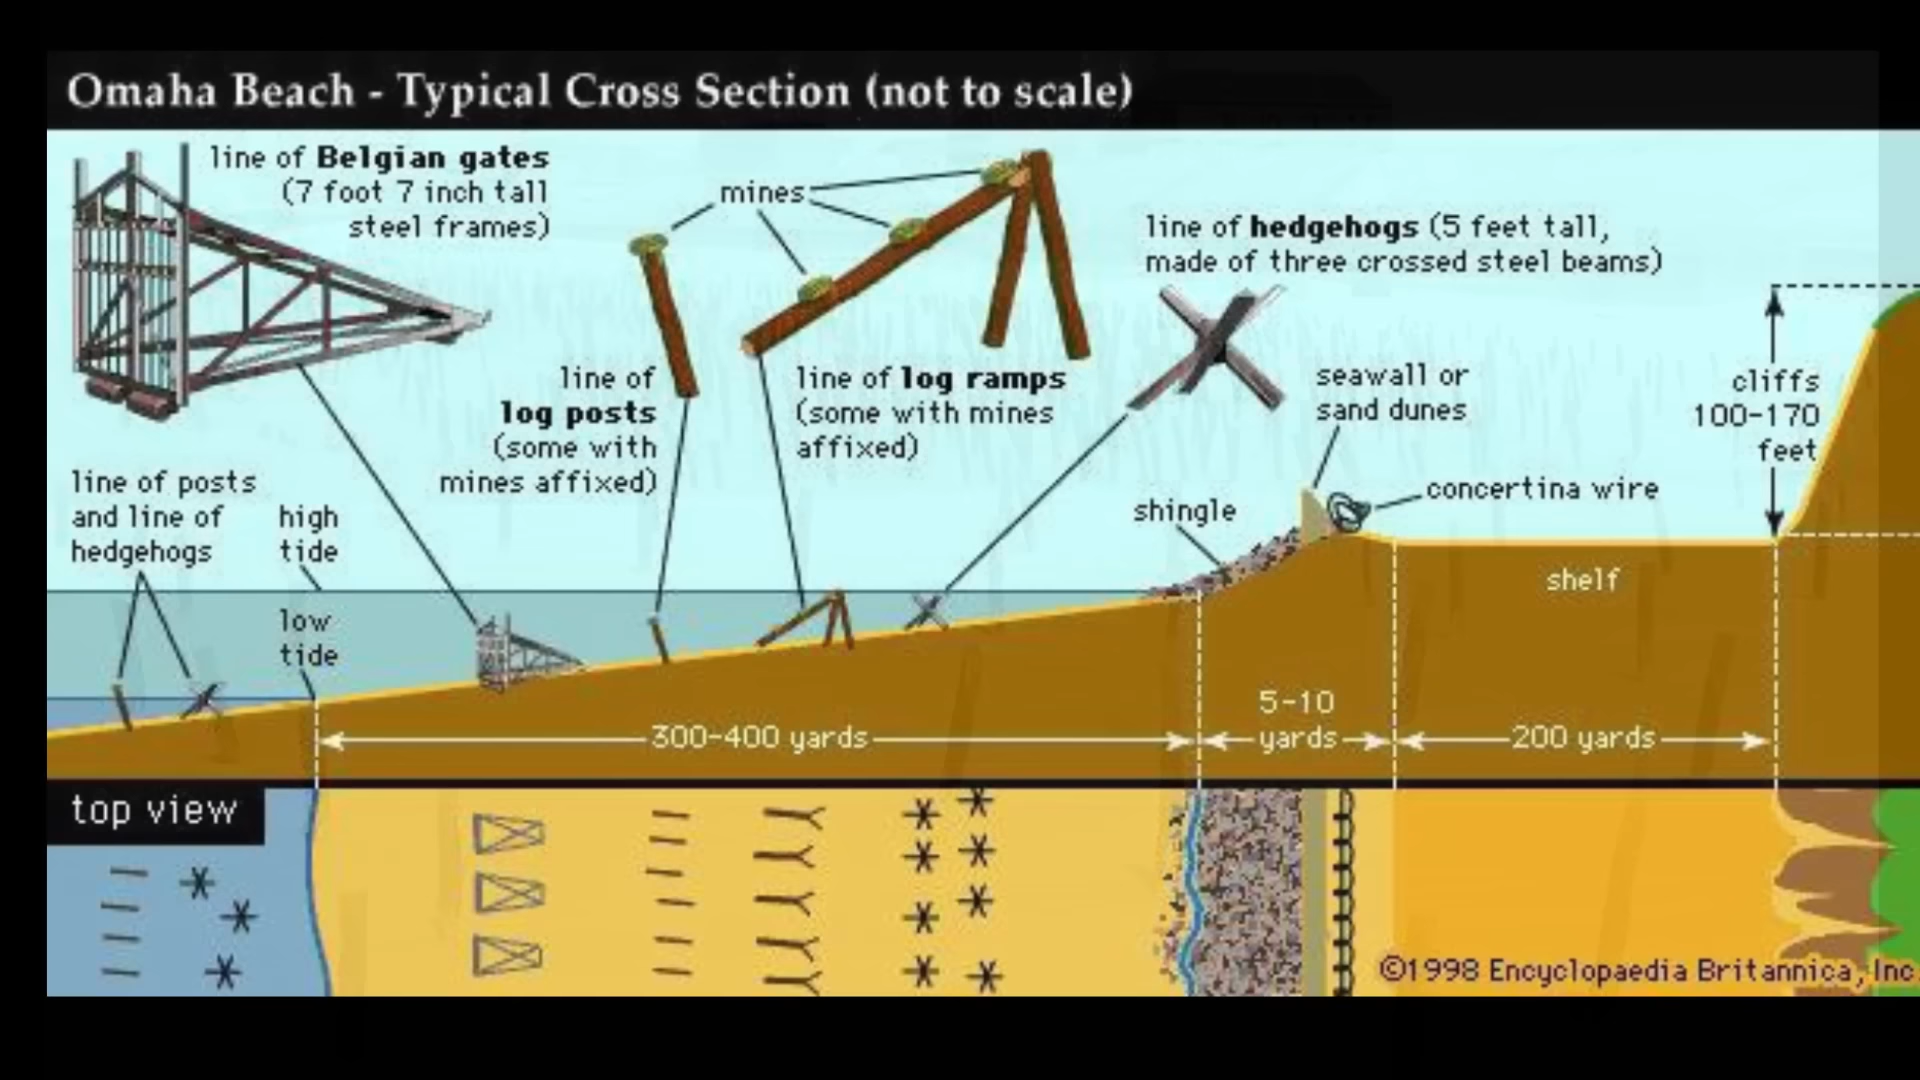 Omaha Beach - Typical Cross Section (not to scale)
line of Belgian gates
(7 foot 7 inch tall
steel frames)
mines
line of hedgehogs (5 feet tall,
made of three crossed steel beams)
line of
log posts
(some with
mines affixed)
line of log ramps
(some with mines
affixed)
seawall or
sand dunes
cliffs
100-170
feet
line of posts
and line of
hedgehogs
high
tide
low
tide
shingle
concertina wire
shelf
300-400 yards
5-10
yards
200 yards
top view
©1998 Encyclopaedia Britannica, Inc.